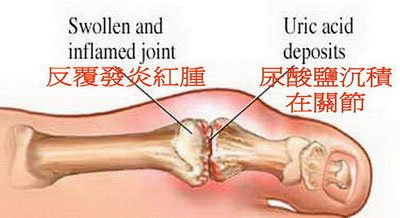 Swollen and
inflamed joint
反覆發炎紅腫
Uric acid
deposits
尿酸鹽沉積
在關節